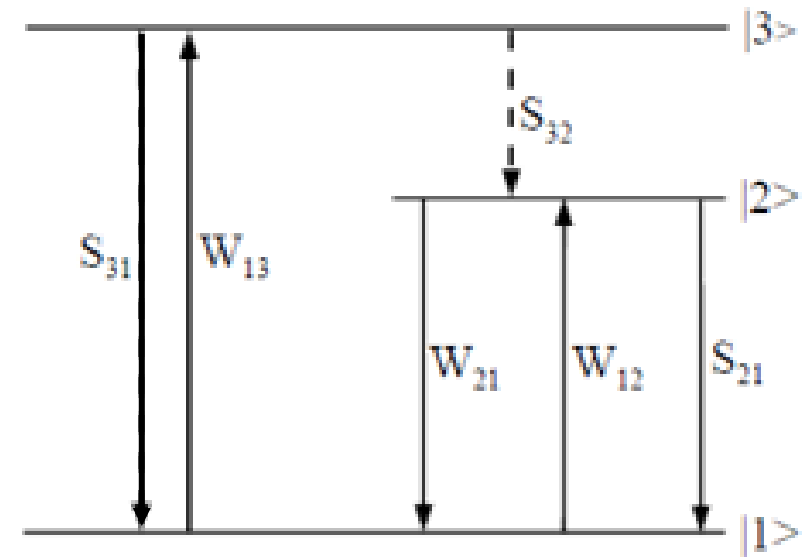 |3>
S₃₂
|2>
S₃₁
W₁₃
W₂₁
W₁₂
S₂₁
|1>